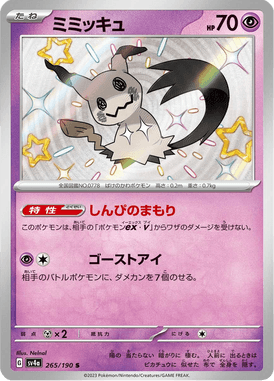 たね ミミッキュ HP70
全国図鑑NO.0778 ばけのかわポケモン 高さ：0.2m 重さ：0.7kg
特性 しんぴのまもり
このポケモンは、相手の「ポケモンex・V」からワザのダメージを受けない。
ゴーストアイ
相手のバトルポケモンに、ダメカンを7個のせる。
弱点 ×2 抵抗力 にげる
Illus. Nelnal
G SV4a 265/190 S
©2023 Pokémon/Nintendo/Creatures/GAME FREAK.